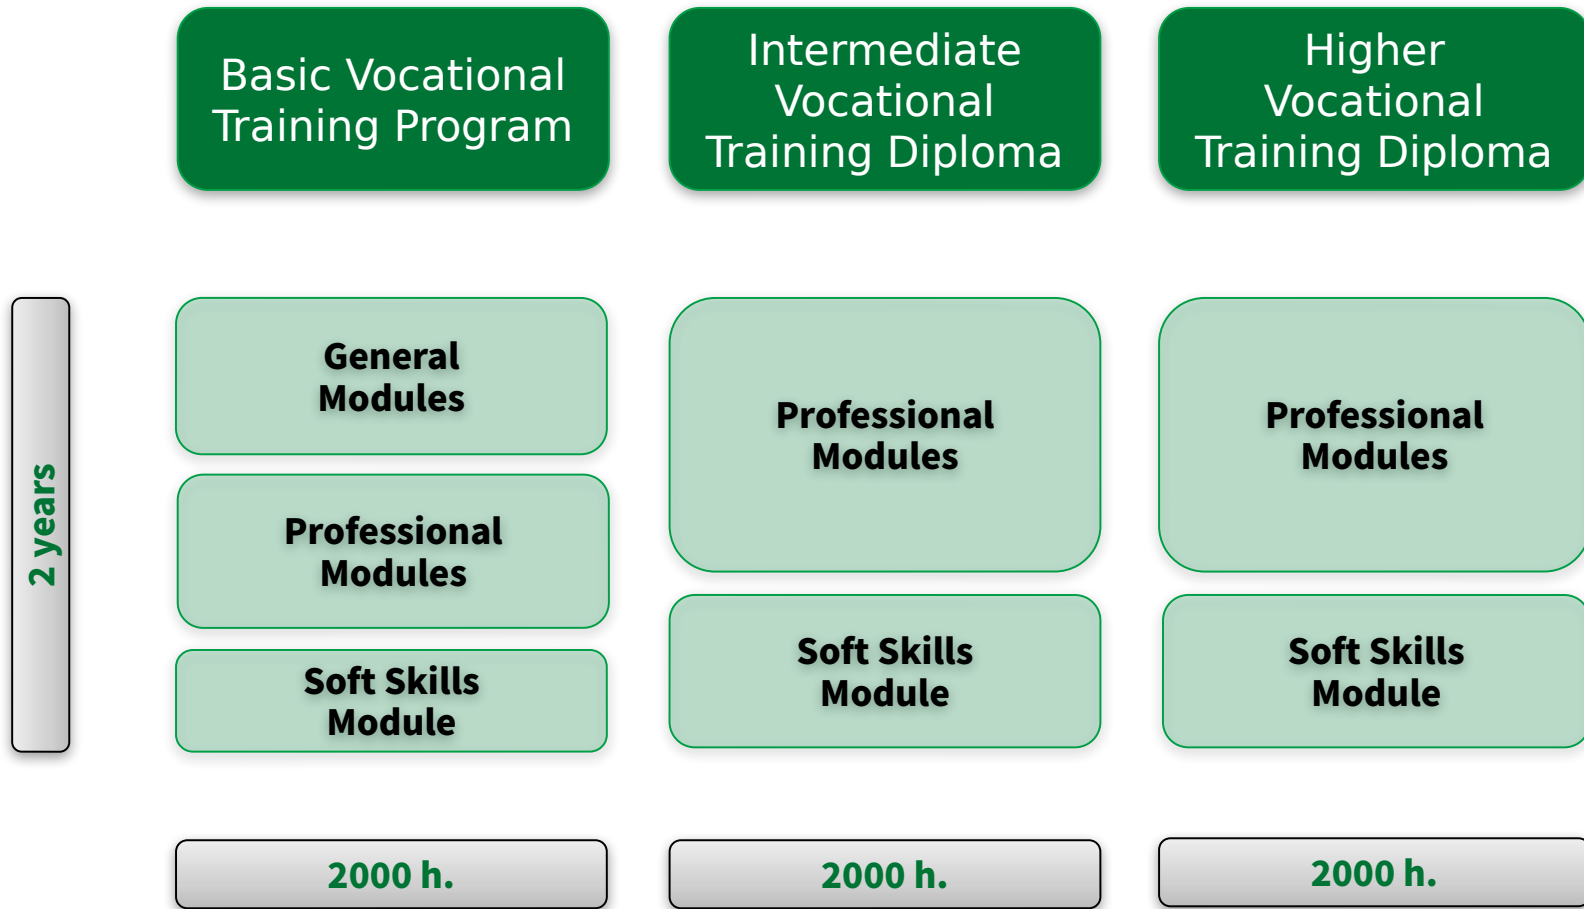 Basic Vocational
Training Program
Intermediate
Vocational
Training Diploma
Higher
Vocational
Training Diploma
2 years
General
Modules
Professional
Modules
Soft Skills
Module
Professional
Modules
Soft Skills
Module
Professional
Modules
Soft Skills
Module
2000 h.
2000 h.
2000 h.